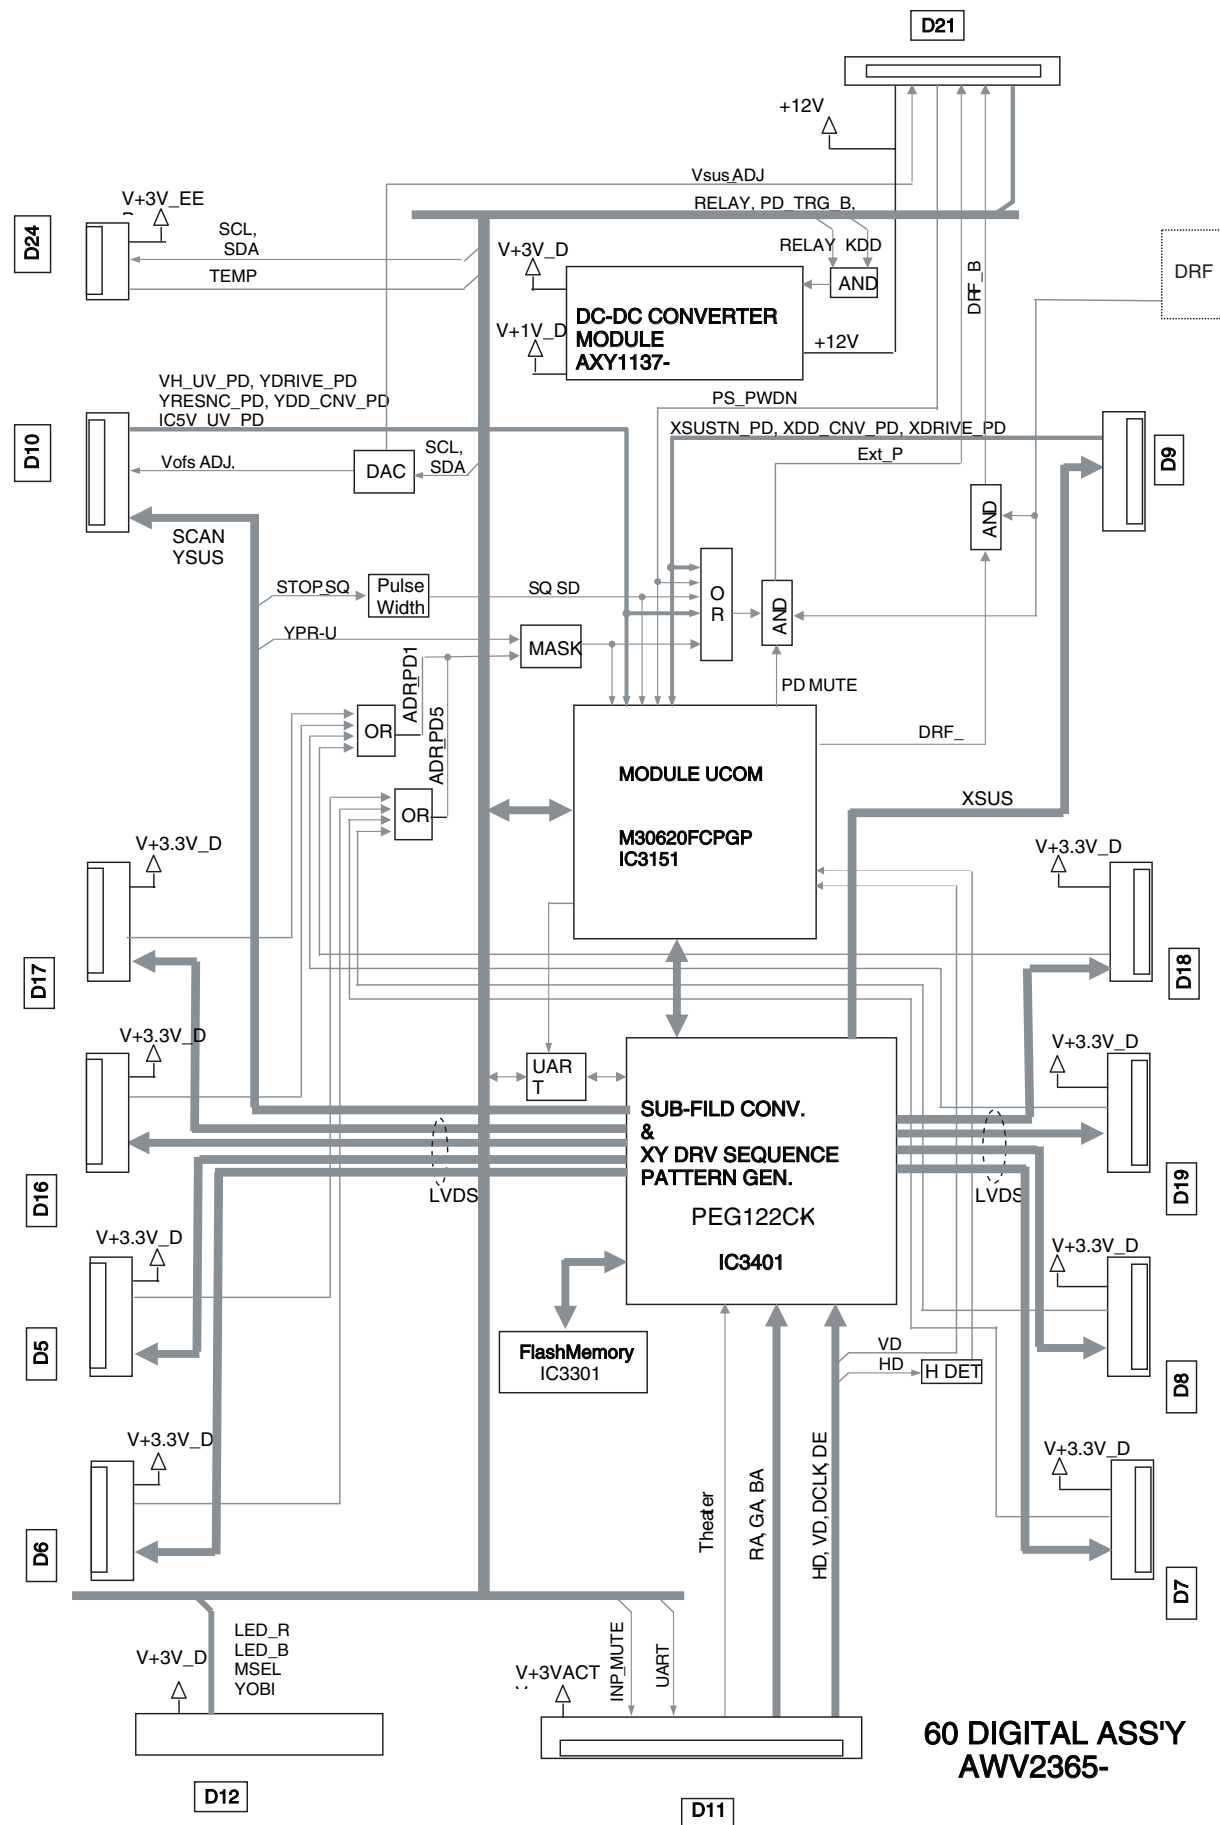 D21
+12V
Vsus_ADJ
RELAY, PD_TRG_B,
V+3V_EE
D24
SCL,
SDA
TEMP
V+3V_D
RELAY KDD
AND
DRF_B
DRF
DC-DC CONVERTER
MODULE
AXY1137-
V+1V_D
+12V
VH_UV_PD, YDRIVE_PD
YRESNC_PD, YDD_CNV_PD
IC5V_UV_PD
D10
PS_PWDN
XSUSTN_PD, XDD_CNV_PD, XDRIVE_PD
Ext_P
D9
Vofs ADJ,
DAC
SCL,
SDA
AND
SCAN
YSUS
STOP_SQ
Pulse
Width
SQ SD
O
R
AND
YPR-U
MASK
PD MUTE
ADR_PD1
OR
ADR_PD5
OR
DRF_
MODULE UCOM
M30620FCPGP
IC3151
XSUS
V+3.3V_D
D17
V+3.3V_D
D18
V+3.3V_D
D16
UAR
T
V+3.3V_D
D19
SUB-FILD CONV.
&
XY DRV SEQUENCE
PATTERN GEN.
PEG122CK
IC3401
LVDS
LVDS
V+3.3V_D
D5
V+3.3V_D
D8
FlashMemory
IC3301
VD
HD
H DET
V+3.3V_D
D6
V+3.3V_D
D7
Theater
RA, GA, BA
HD, VD, DCLK, DE
LED_R
LED_B
MSEL
YOBI
V+3V_D
V+3VACT
INP_MUTE
UART
60 DIGITAL ASS'Y
AWV2365-
D12
D11